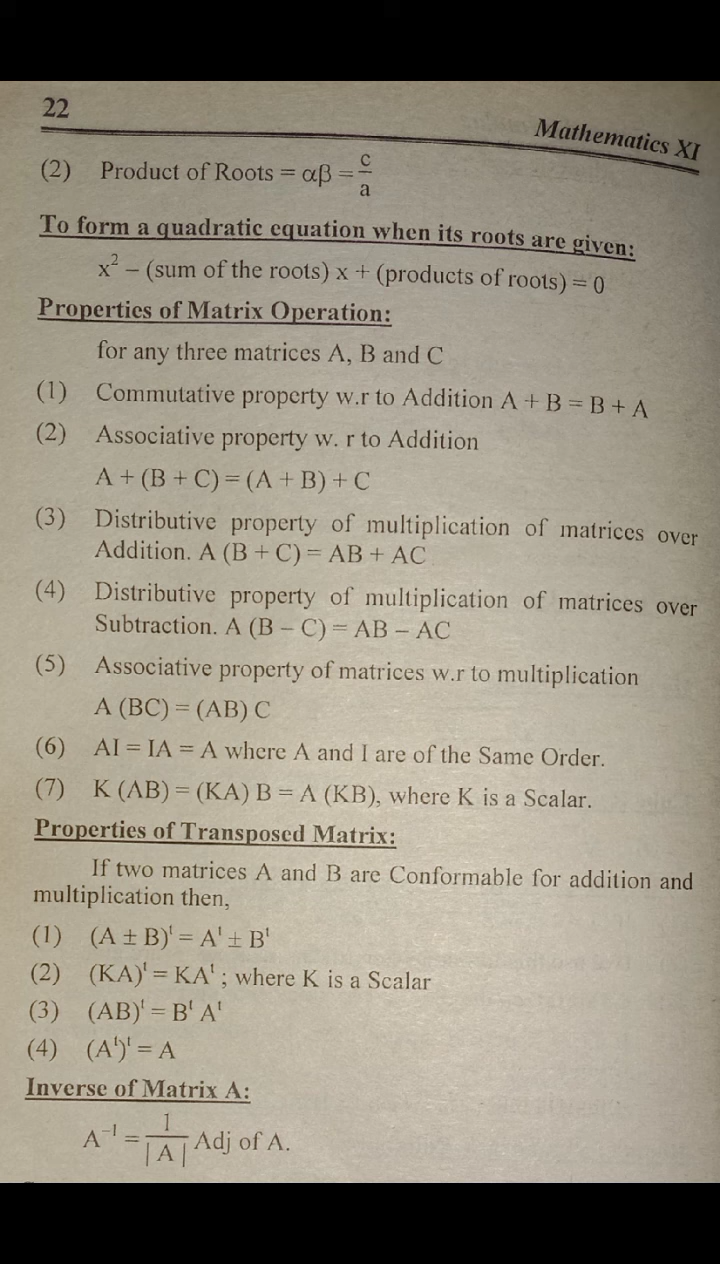 22
Mathematics XI
(2) Product of Roots = αβ = c/a
To form a quadratic equation when its roots are given:
x² – (sum of the roots) x + (products of roots) = 0
Properties of Matrix Operation:
for any three matrices A, B and C
(1) Commutative property w.r to Addition A + B = B + A
(2) Associative property w. r to Addition
A + (B + C) = (A + B) + C
(3) Distributive property of multiplication of matrices over
Addition. A (B + C) = AB + AC
(4) Distributive property of multiplication of matrices over
Subtraction. A (B – C) = AB – AC
(5) Associative property of matrices w.r to multiplication
A (BC) = (AB) C
(6) AI = IA = A where A and I are of the Same Order.
(7) K (AB) = (KA) B = A (KB), where K is a Scalar.
Properties of Transposed Matrix:
If two matrices A and B are Conformable for addition and
multiplication then,
(1) (A ± B)ᵗ = Aᵗ ± Bᵗ
(2) (KA)ᵗ = KAᵗ ; where K is a Scalar
(3) (AB)ᵗ = Bᵗ Aᵗ
(4) (Aᵗ)ᵗ = A
Inverse of Matrix A:
A⁻¹ = 1/|A| Adj of A.